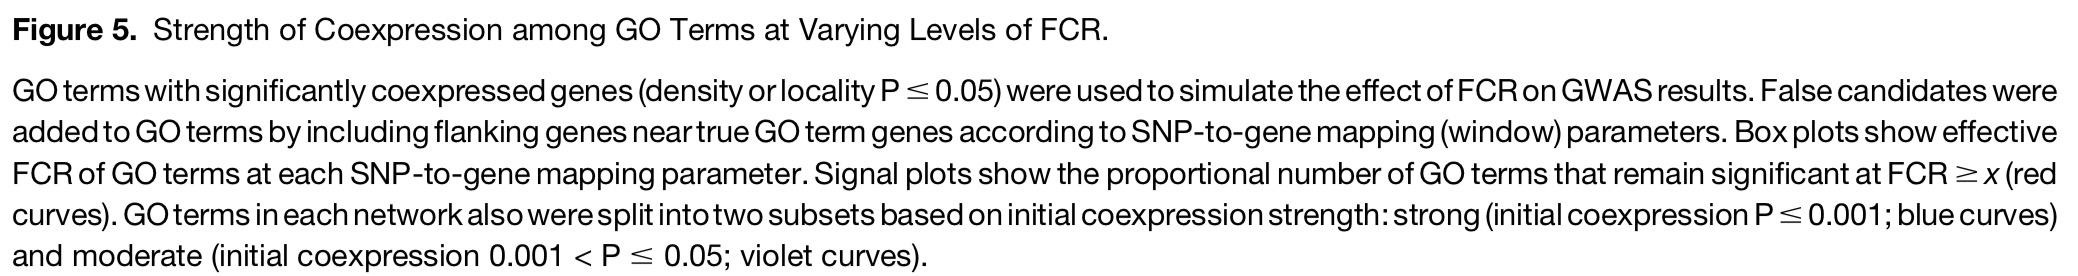 Figure 5. Strength of Coexpression among GO Terms at Varying Levels of FCR.
GO terms with significantly coexpressed genes (density or locality P ≤ 0.05) were used to simulate the effect of FCR on GWAS results. False candidates were
added to GO terms by including flanking genes near true GO term genes according to SNP-to-gene mapping (window) parameters. Box plots show effective
FCR of GO terms at each SNP-to-gene mapping parameter. Signal plots show the proportional number of GO terms that remain significant at FCR ≥ x (red
curves). GO terms in each network also were split into two subsets based on initial coexpression strength: strong (initial coexpression P ≤ 0.001; blue curves)
and moderate (initial coexpression 0.001 < P ≤ 0.05; violet curves).